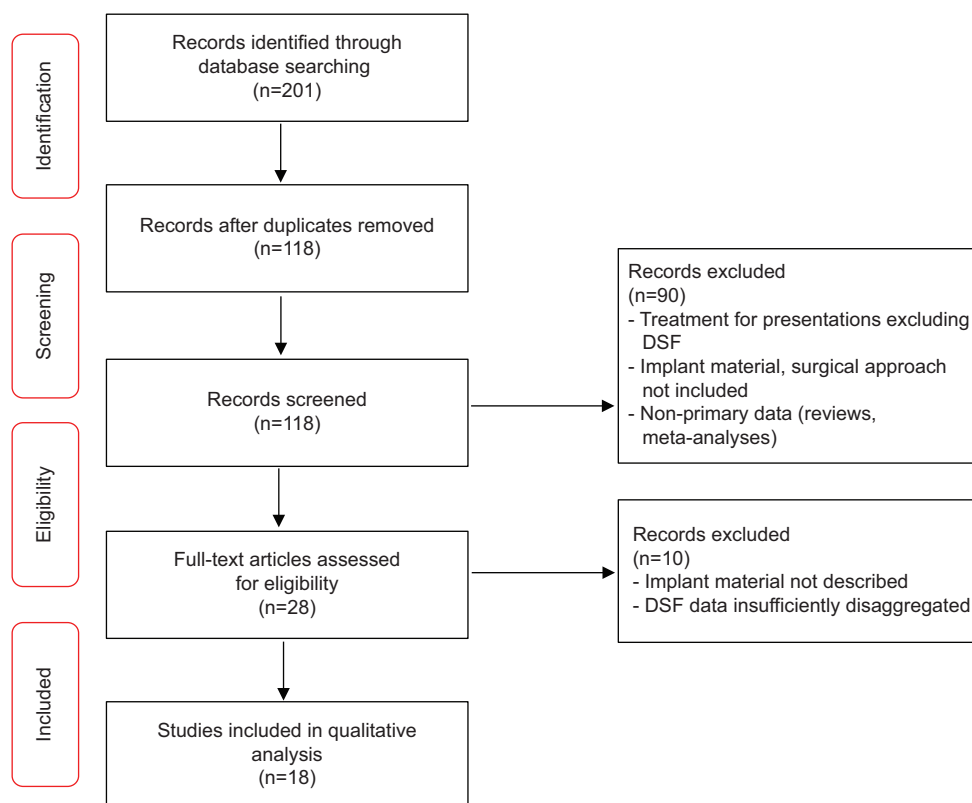 Identification
Records identified through
database searching
(n=201)
Records after duplicates removed
(n=118)
Screening
Records screened
(n=118)
Records excluded
(n=90)
- Treatment for presentations excluding
DSF
- Implant material, surgical approach
not included
- Non-primary data (reviews,
meta-analyses)
Eligibility
Full-text articles assessed
for eligibility
(n=28)
Records excluded
(n=10)
- Implant material not described
- DSF data insufficiently disaggregated
Included
Studies included in qualitative
analysis
(n=18)